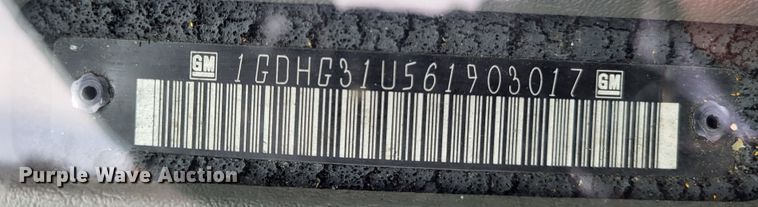 GM 1GDHG31U561903017 GM
Purple Wave Auction